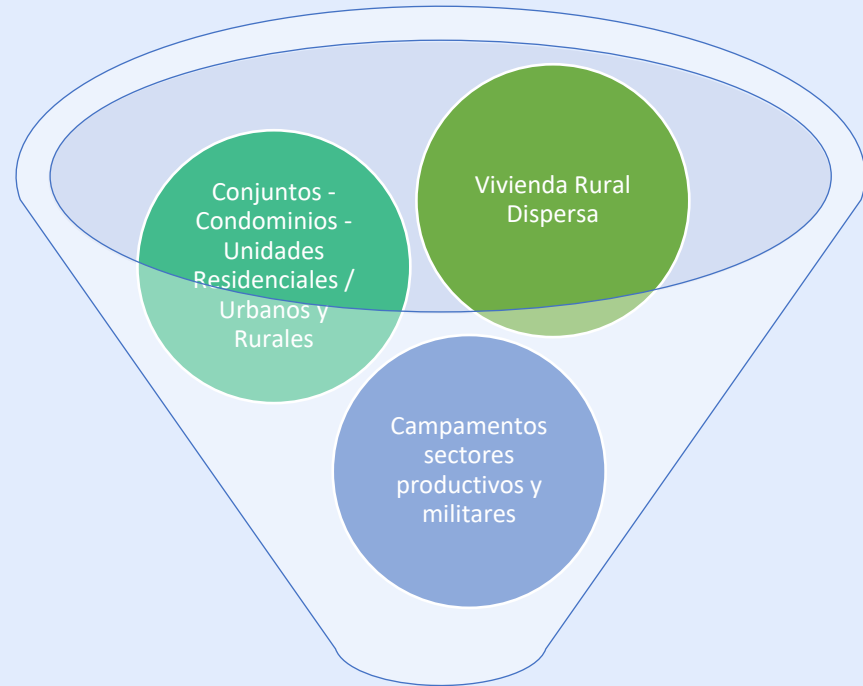 Conjuntos -
Condominios -
Unidades
Residenciales /
Urbanos y
Rurales
Vivienda Rural
Dispersa
Campamentos
sectores
productivos y
militares